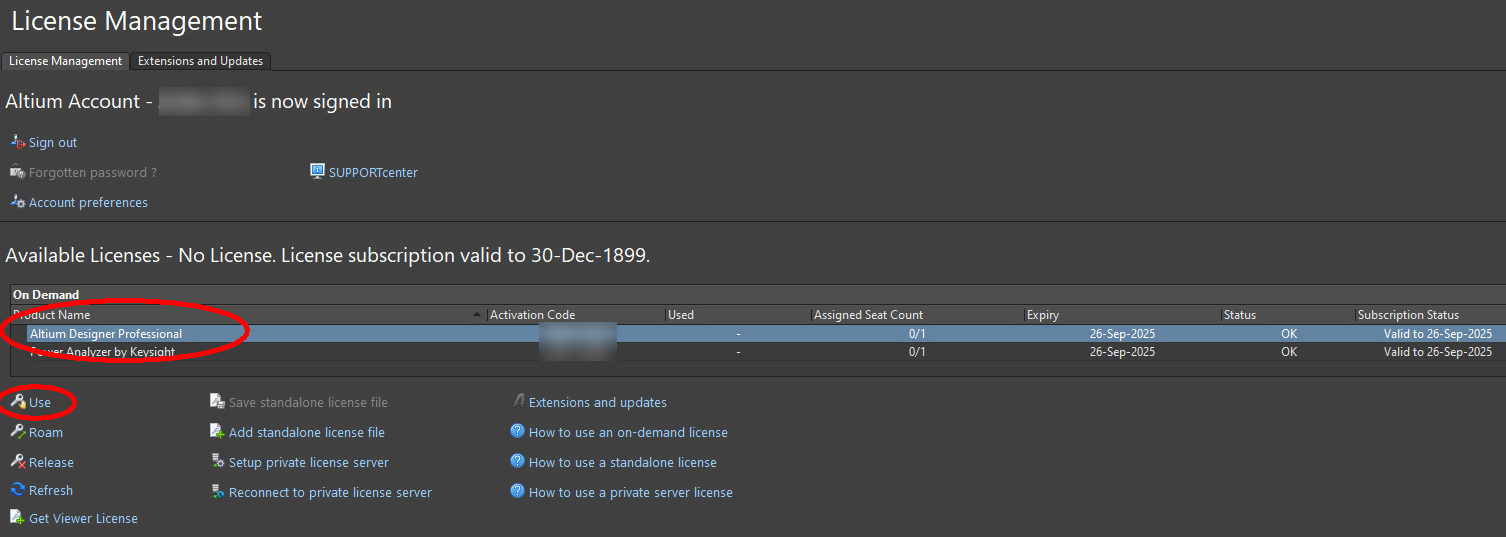 License Management
License Management Extensions and Updates
Altium Account - is now signed in
Sign out
Forgotten password ? SUPPORTcenter
Account preferences
Available Licenses - No License. License subscription valid to 30-Dec-1899.
On Demand
Product Name Activation Code Used Assigned Seat Count Expiry Status Subscription Status
Altium Designer Professional - 0/1 26-Sep-2025 OK Valid to 26-Sep-2025
Power Analyzer by Keysight - 0/1 26-Sep-2025 OK Valid to 26-Sep-2025
Use Save standalone license file Extensions and updates
Roam Add standalone license file How to use an on-demand license
Release Setup private license server How to use a standalone license
Refresh Reconnect to private license server How to use a private server license
Get Viewer License